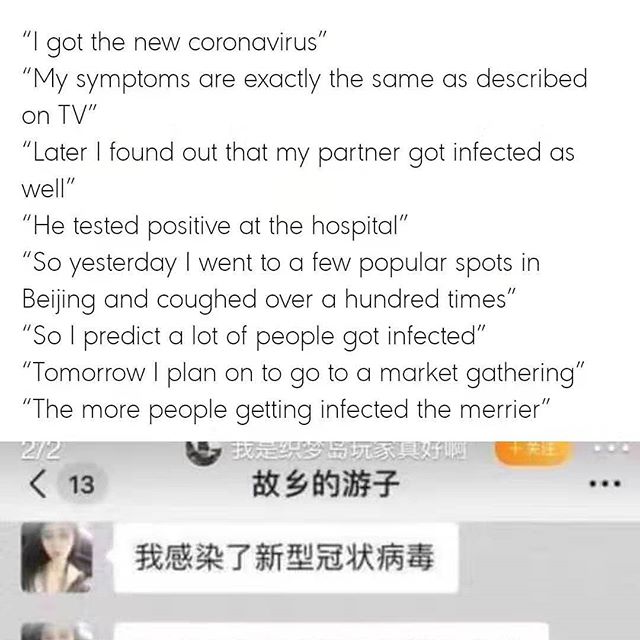 “I got the new coronavirus”
“My symptoms are exactly the same as described
on TV”
“Later I found out that my partner got infected as
well”
“He tested positive at the hospital”
“So yesterday I went to a few popular spots in
Beijing and coughed over a hundred times”
“So I predict a lot of people got infected”
“Tomorrow I plan on to go to a market gathering”
“The more people getting infected the merrier”
2/2 我是织梦岛玩家真好啊 +关注
13 故乡的游子
我感染了新型冠状病毒